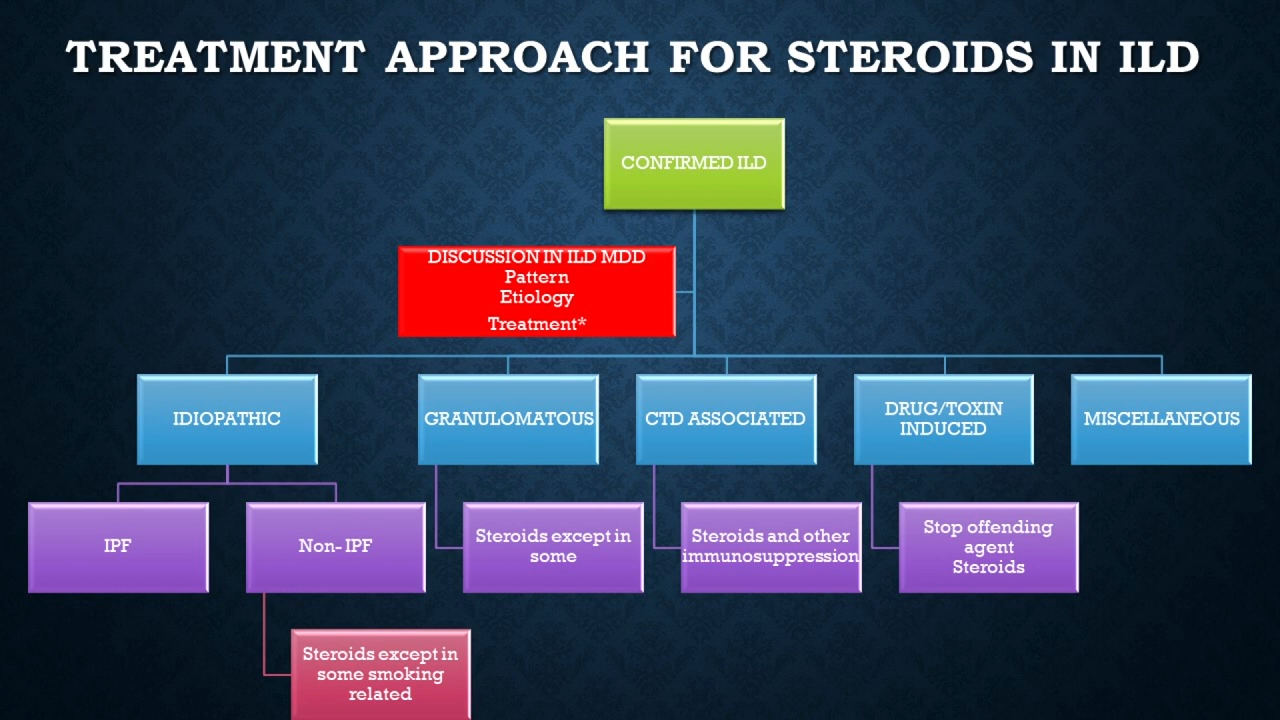 TREATMENT APPROACH FOR STEROIDS IN ILD
CONFIRMED ILD
DISCUSSION IN ILD MDD
Pattern
Etiology
Treatment*
IDIOPATHIC
GRANULOMATOUS
CTD ASSOCIATED
DRUG/TOXIN
INDUCED
MISCELLANEOUS
IPF
Non- IPF
Steroids except in
some
Steroids and other
immunosuppression
Stop offending
agent
Steroids
Steroids except in
some smoking
related